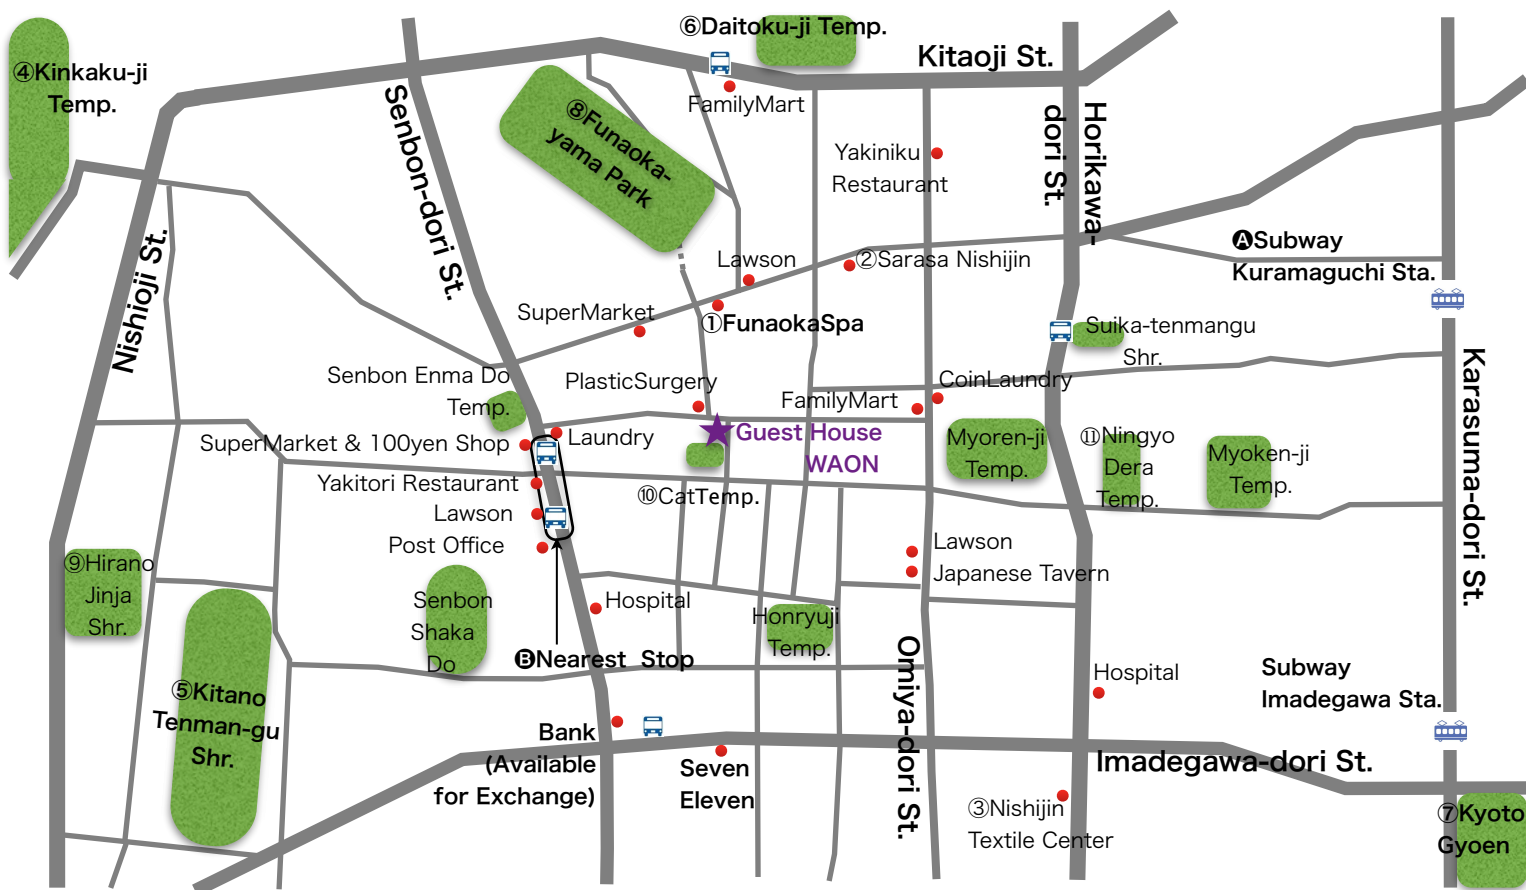 ⑥Daitoku-ji Temp.
Kitaoji St.
④Kinkaku-ji
Temp.
FamilyMart
⑧Funaoka-
yama Park
Senbon-dori St.
Horikawa-
dori St.
Yakiniku
Restaurant
Nishioji St.
Lawson
②Sarasa Nishijin
🅐Subway
Kuramaguchi Sta.
SuperMarket
①FunaokaSpa
Suika-tenmangu
Shr.
Senbon Enma Do
Temp.
PlasticSurgery
CoinLaundry
FamilyMart
Karasuma-dori St.
SuperMarket & 100yen Shop
Laundry
Guest House
WAON
Myoren-ji
Temp.
⑪Ningyo
Dera
Temp.
Myoken-ji
Temp.
Yakitori Restaurant
⑩CatTemp.
Lawson
Post Office
Lawson
Japanese Tavern
⑨Hirano
Jinja
Shr.
Senbon
Shaka
Do
Hospital
Honryuji
Temp.
🅑Nearest Stop
Omiya-dori St.
Hospital
Subway
Imadegawa Sta.
⑤Kitano
Tenman-gu
Shr.
Bank
(Available
for Exchange)
Seven
Eleven
Imadegawa-dori St.
③Nishijin
Textile Center
⑦Kyoto
Gyoen